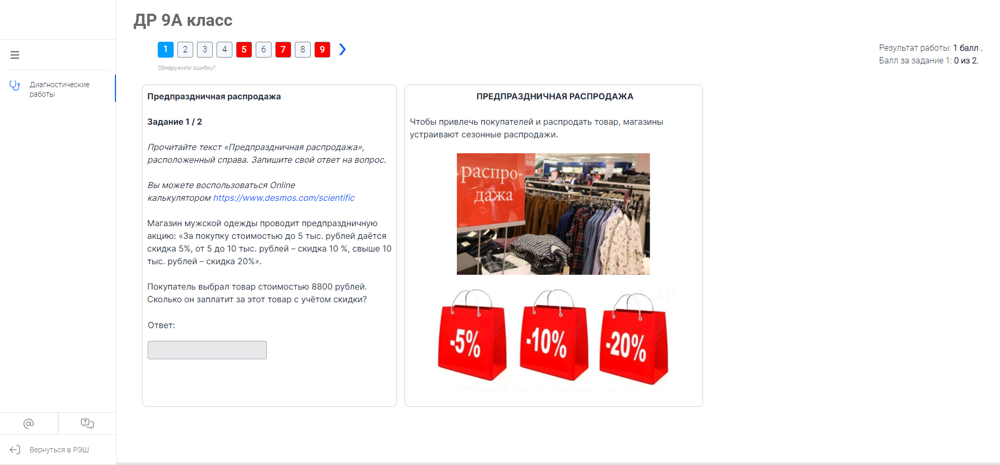 ДР 9А класс
1 2 3 4 5 6 7 8 9
Обнаружили ошибку?
Результат работы: 1 балл .
Балл за задание 1: 0 из 2.
Диагностические
работы
Предпраздничная распродажа
Задание 1 / 2
Прочитайте текст «Предпраздничная распродажа»,
расположенный справа. Запишите свой ответ на вопрос.
Вы можете воспользоваться Online
калькулятором https://www.desmos.com/scientific
Магазин мужской одежды проводит предпраздничную
акцию: «За покупку стоимостью до 5 тыс. рублей даётся
скидка 5%, от 5 до 10 тыс. рублей – скидка 10 %, свыше 10
тыс. рублей – скидка 20%».
Покупатель выбрал товар стоимостью 8800 рублей.
Сколько он заплатит за этот товар с учётом скидки?
Ответ:
ПРЕДПРАЗДНИЧНАЯ РАСПРОДАЖА
Чтобы привлечь покупателей и распродать товар, магазины
устраивают сезонные распродажи.
распро-
дажа
-50%
-5%
-10%
-20%
@
Вернуться в РЭШ